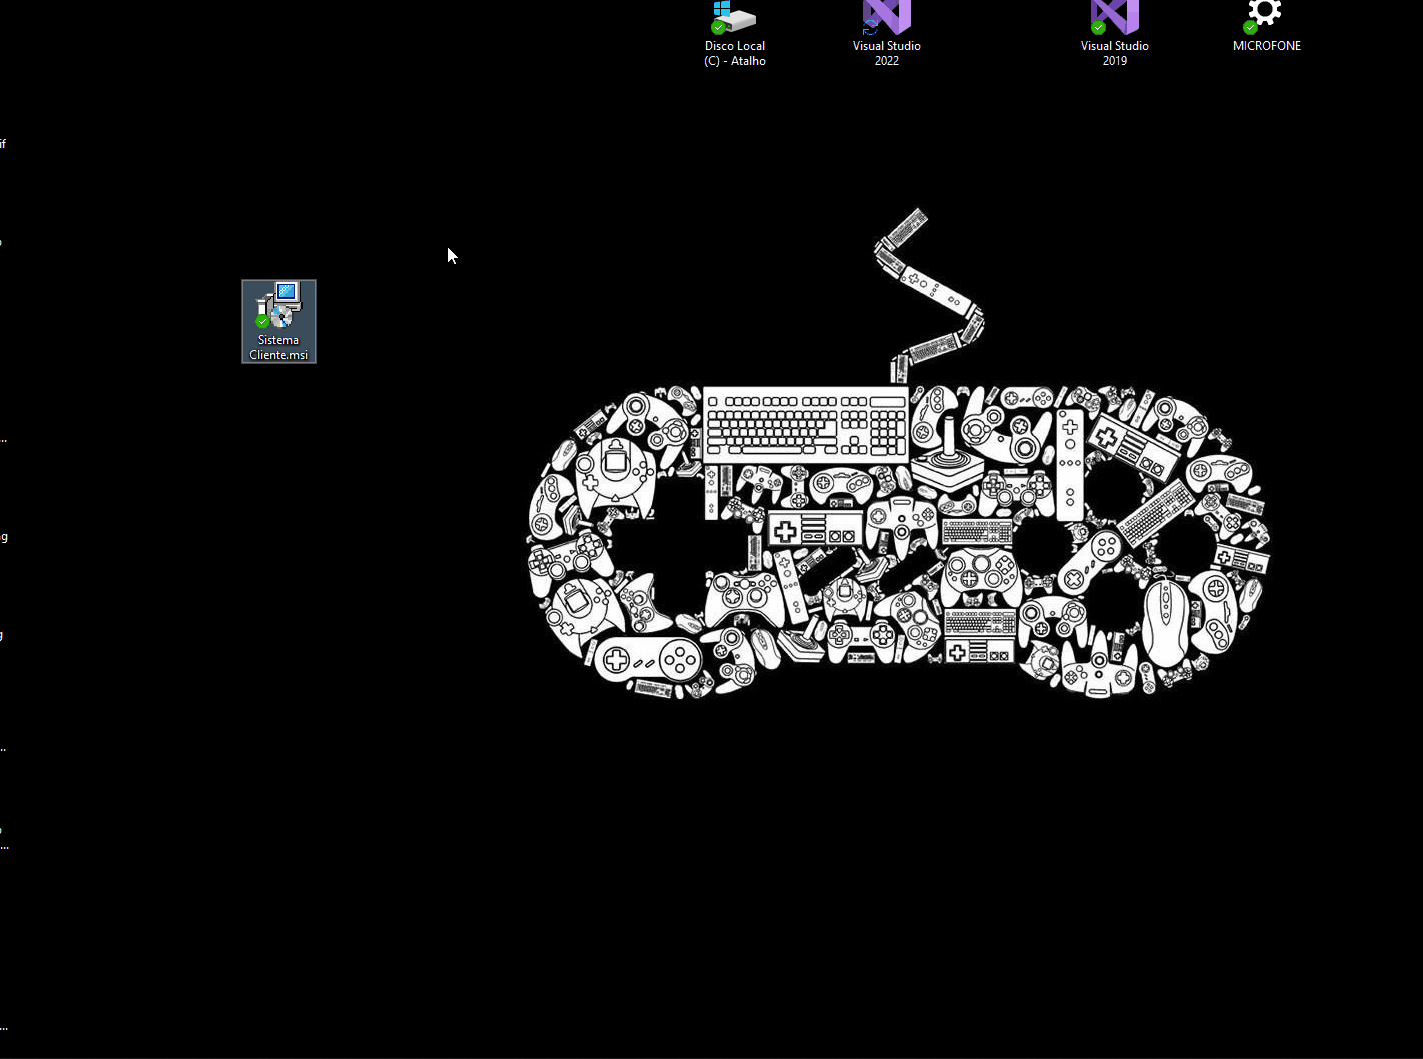 Disco Local
(C) - Atalho
Visual Studio
2022
Visual Studio
2019
MICROFONE
if
Sistema
Cliente.msi
...
...
...
...